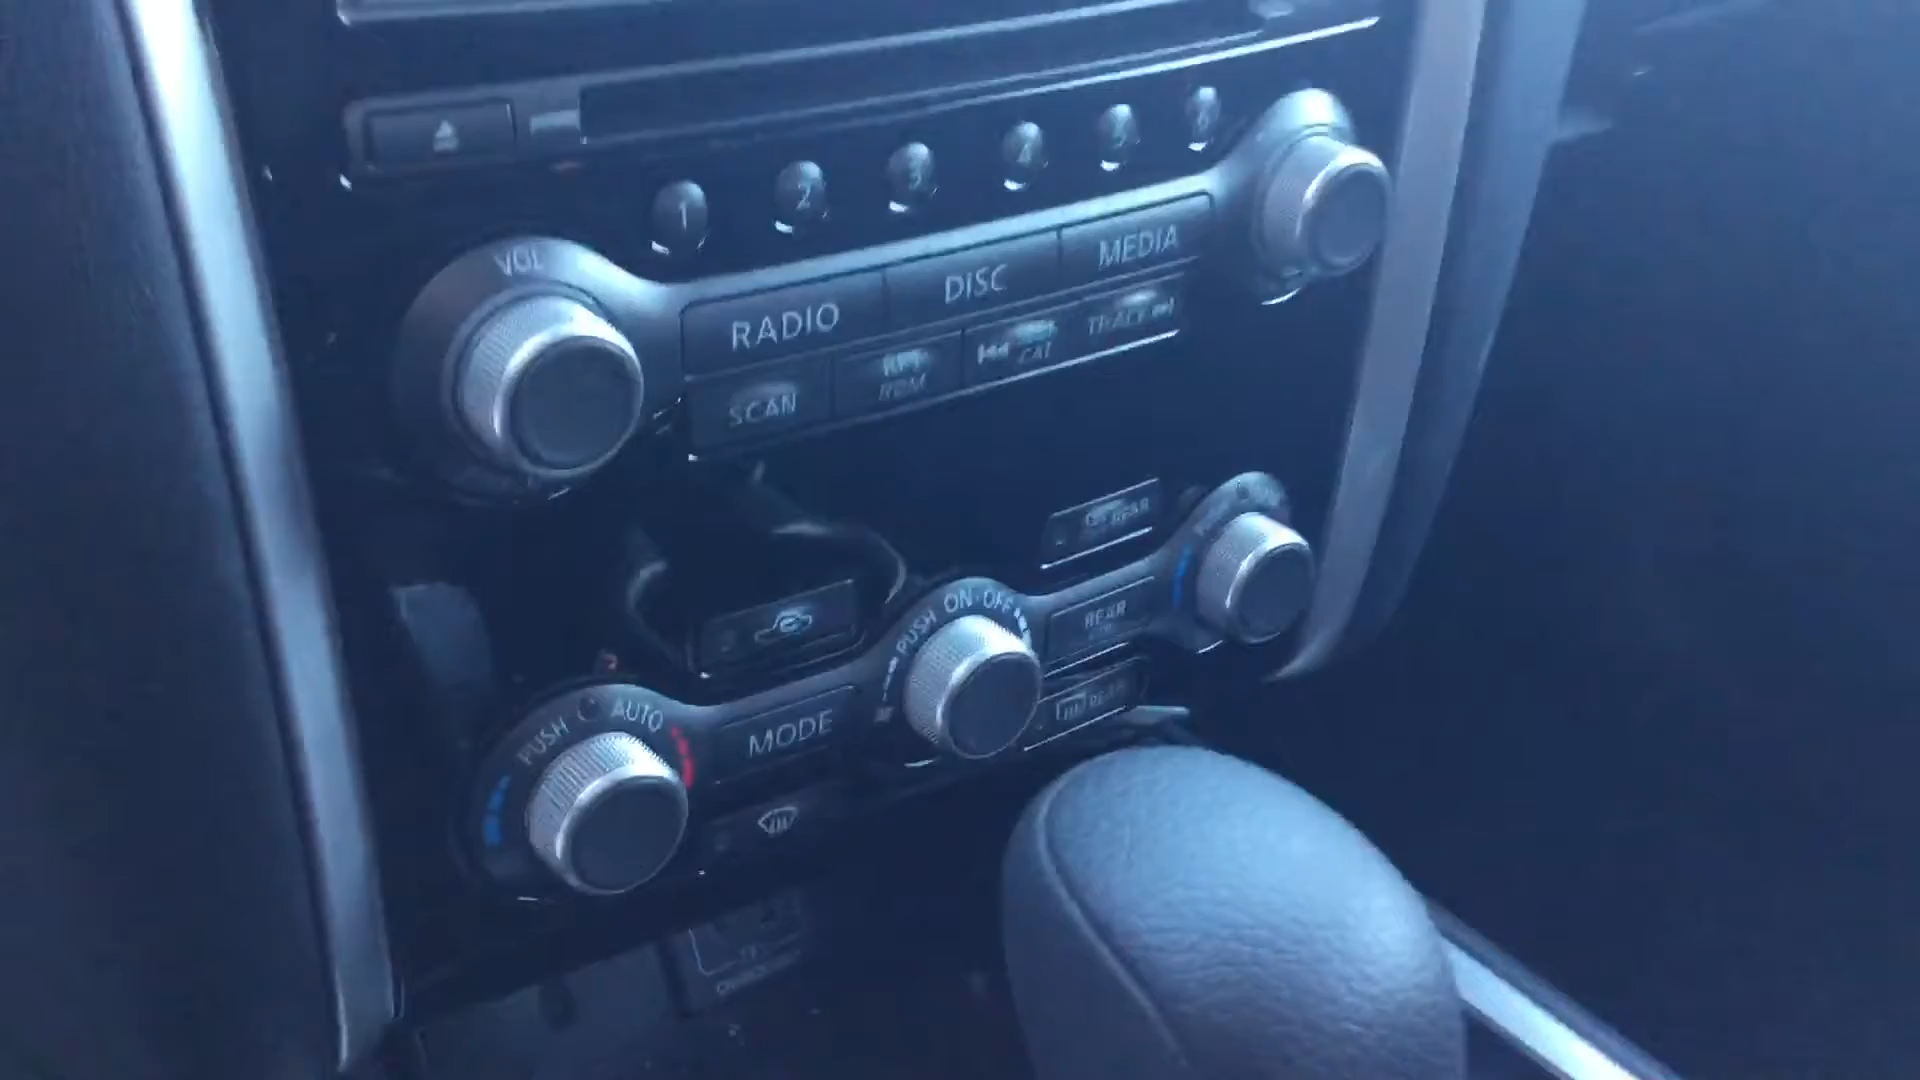 1 2 3 4 5 6
VOL
RADIO DISC MEDIA
SCAN RPT CAT TRACK
RDM
REAR
PUSH ON·OFF
REAR
PUSH AUTO
MODE
REAR